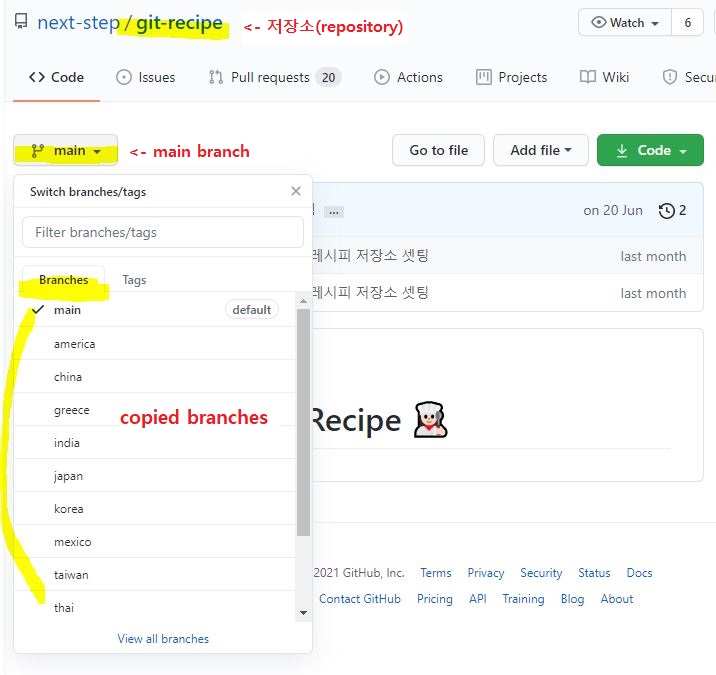 next-step / git-recipe <- 저장소(repository) Watch 6
Code Issues Pull requests 20 Actions Projects Wiki Secu
main <- main branch Go to file Add file Code
Switch branches/tags
... on 20 Jun 2
Filter branches/tags
레시피 저장소 셋팅 last month
Branches Tags
레시피 저장소 셋팅 last month
main default
america
china
greece copied branches Recipe
india
japan
korea
mexico
taiwan 2021 GitHub, Inc. Terms Privacy Security Status Docs
thai Contact GitHub Pricing API Training Blog About
View all branches